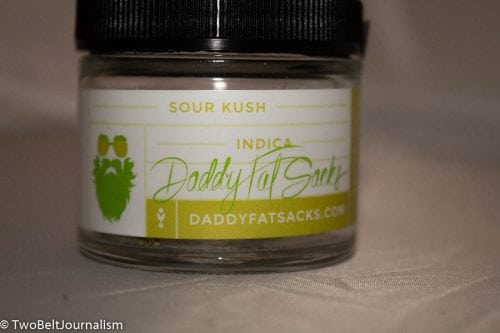 SOUR KUSH
INDICA
Daddy Fat Sacks
DADDYFATSACKS.COM
© TwoBeltJournalism